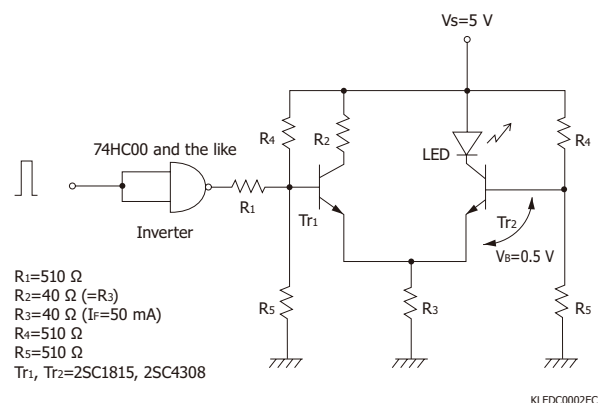 Vs=5 V
74HC00 and the like
R4
R2
LED
R4
R1
Tr1
Tr2
Inverter
VB=0.5 V
R1=510 Ω
R2=40 Ω (=R3)
R3=40 Ω (IF=50 mA)
R4=510 Ω
R5=510 Ω
Tr1, Tr2=2SC1815, 2SC4308
R5
R3
R5
KLEDC0002EC